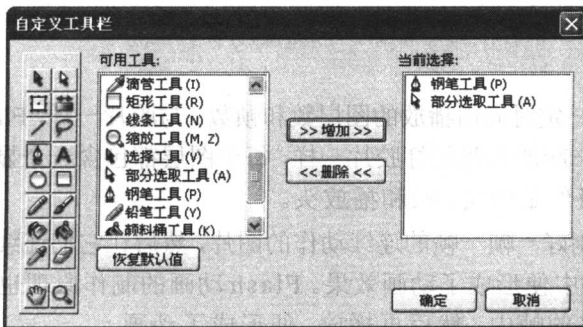 自定义工具栏
可用工具:
滴管工具(I)
矩形工具(R)
线条工具(N)
缩放工具(M, Z)
选择工具(V)
部分选取工具(A)
钢笔工具(P)
铅笔工具(Y)
颜料桶工具(K)
>> 增加 >>
<< 删除 <<
当前选择:
钢笔工具(P)
部分选取工具(A)
恢复默认值
确定
取消